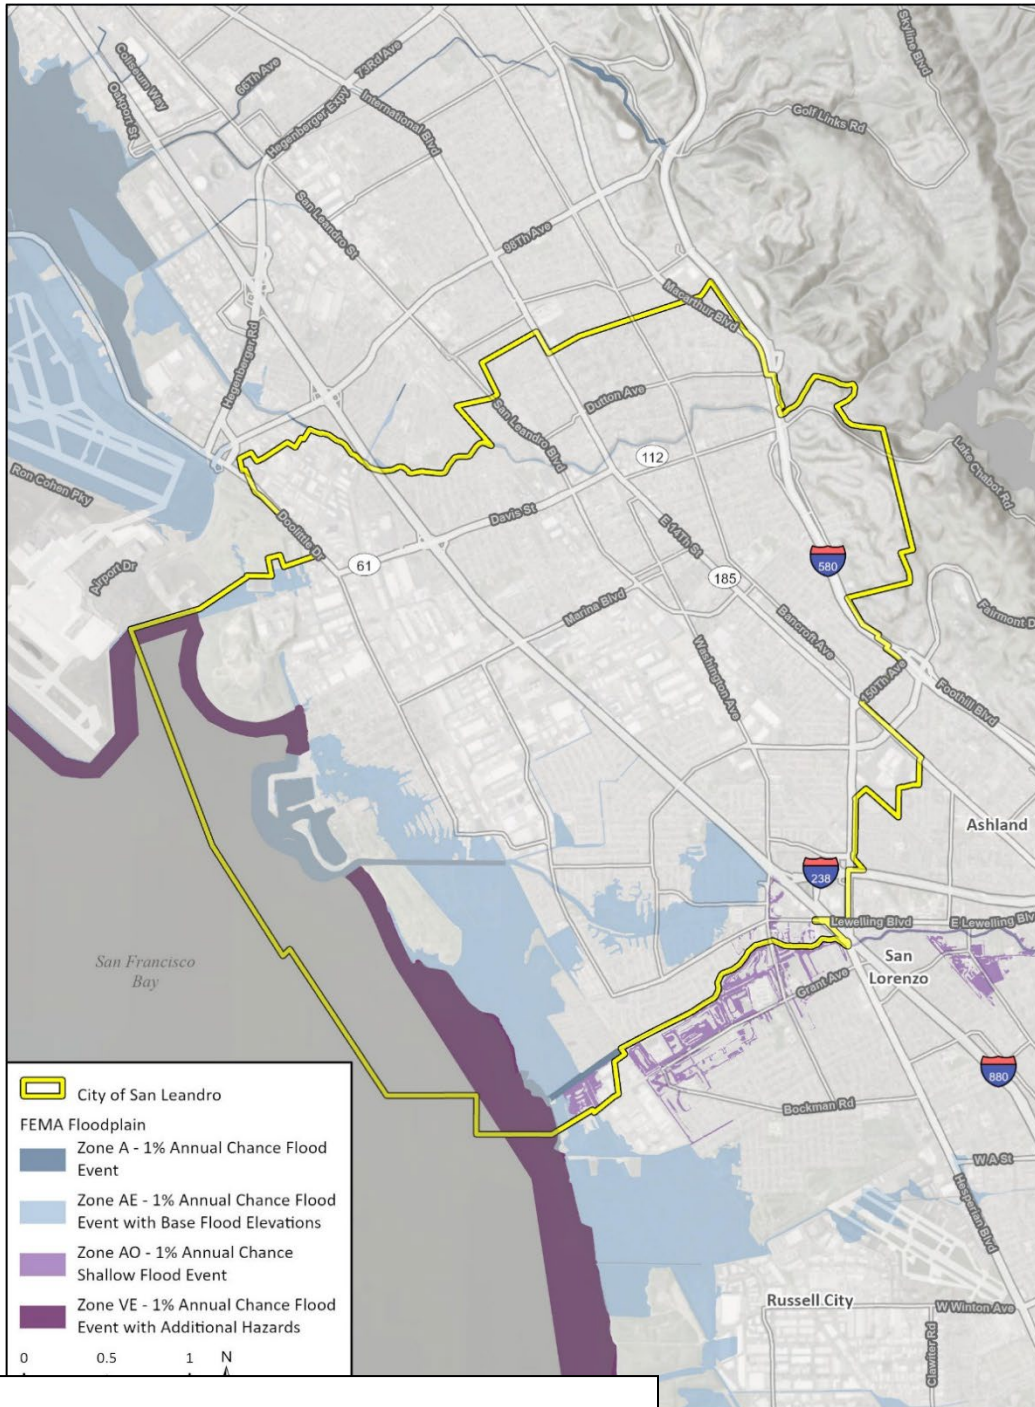 Skyline Blvd
Coliseum Way
Oakport St
66Th Ave
73Rd Ave
Hegenberger Expy
International Blvd
Golf Links Rd
San Leandro St
98Th Ave
Macarthur Blvd
Hegenberger Rd
Dutton Ave
San Leandro Blvd
Lake Chabot Rd
112
Ron Cohen Pky
Doolittle Dr
Davis St
E 14Th St
61
580
Airport Dr
185
Marina Blvd
Bancroft Ave
Fairmont D
Washington Ave
150Th Ave
Foothill Blvd
Ashland
238
Lewelling Blvd
E Lewelling Blv
San Francisco
Bay
San
Lorenzo
Grant Ave
880
Bockman Rd
W A St
Hesperian Blvd
Russell City
W Winton Ave
Clawiter Rd
City of San Leandro
FEMA Floodplain
Zone A - 1% Annual Chance Flood
Event
Zone AE - 1% Annual Chance Flood
Event with Base Flood Elevations
Zone AO - 1% Annual Chance
Shallow Flood Event
Zone VE - 1% Annual Chance Flood
Event with Additional Hazards
0 0.5 1 N